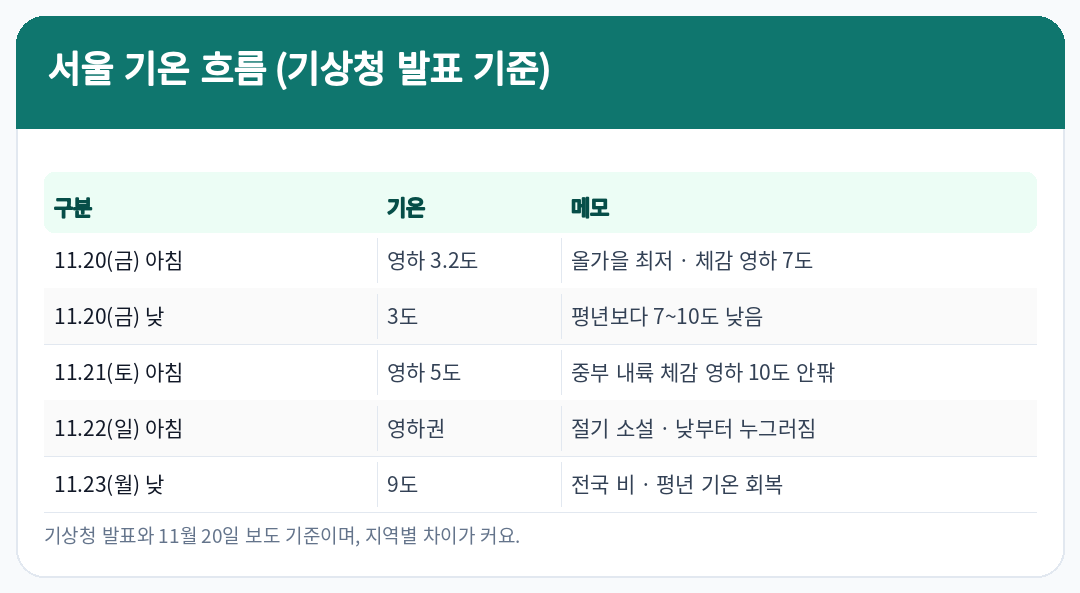 서울 기온 흐름 (기상청 발표 기준)
구분 기온 메모
11.20(금) 아침 영하 3.2도 올가을 최저 · 체감 영하 7도
11.20(금) 낮 3도 평년보다 7~10도 낮음
11.21(토) 아침 영하 5도 중부 내륙 체감 영하 10도 안팎
11.22(일) 아침 영하권 절기 소설 · 낮부터 누그러짐
11.23(월) 낮 9도 전국 비 · 평년 기온 회복
기상청 발표와 11월 20일 보도 기준이며, 지역별 차이가 커요.